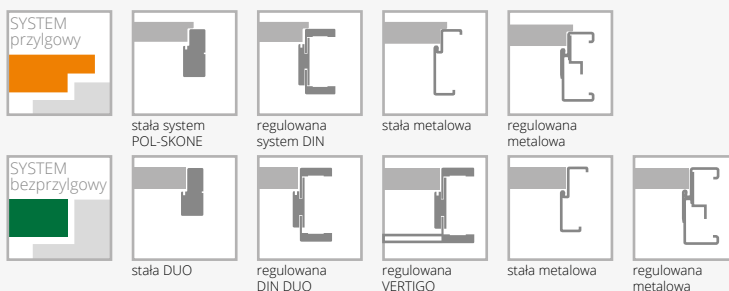 SYSTEM
przylgowy
stała system
POL-SKONE
regulowana
system DIN
stała metalowa
regulowana
metalowa
SYSTEM
bezprzylgowy
stała DUO
regulowana
DIN DUO
regulowana
VERTIGO
stała metalowa
regulowana
metalowa